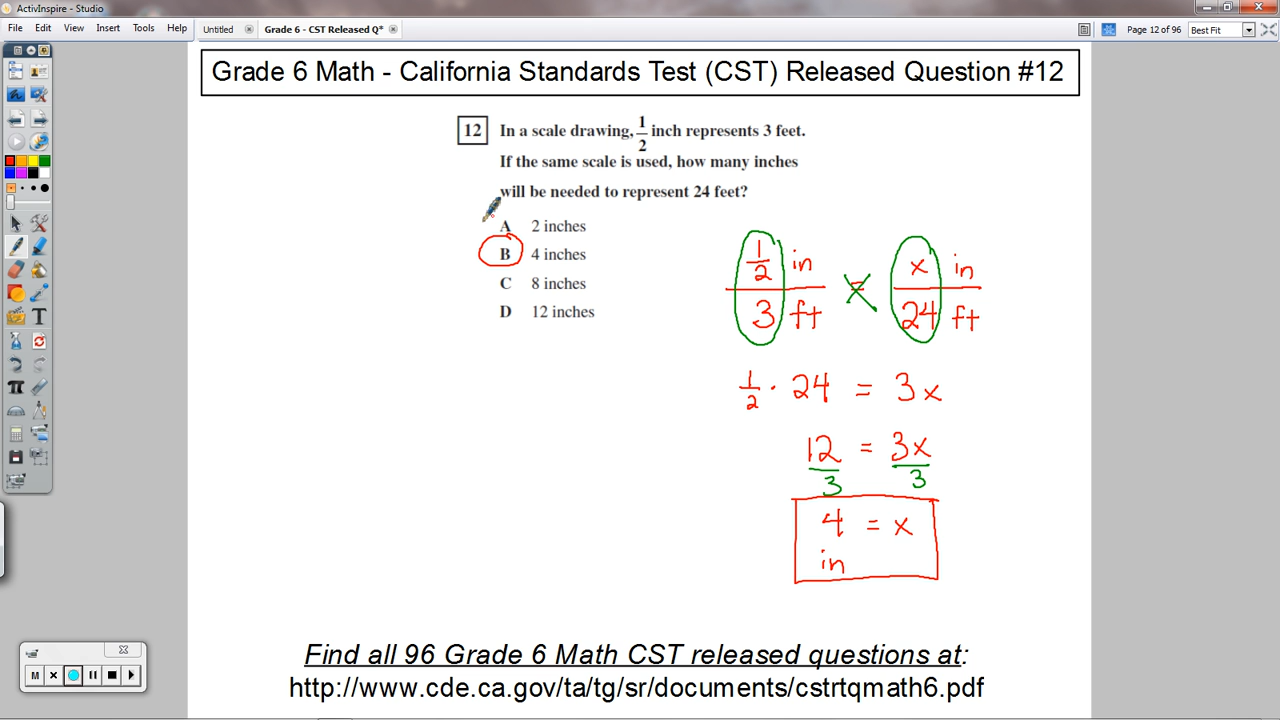 ActivInspire - Studio
File Edit View Insert Tools Help
Untitled
Grade 6 - CST Released Q*
Page 12 of 96
Best Fit
Grade 6 Math - California Standards Test (CST) Released Question #12
12 In a scale drawing, 1/2 inch represents 3 feet.
If the same scale is used, how many inches
will be needed to represent 24 feet?
A 2 inches
B 4 inches
C 8 inches
D 12 inches
1/2 in / 3 ft = x in / 24 ft
1/2 · 24 = 3x
12/3 = 3x/3
4 = x
in
M
Find all 96 Grade 6 Math CST released questions at:
http://www.cde.ca.gov/ta/tg/sr/documents/cstrtqmath6.pdf